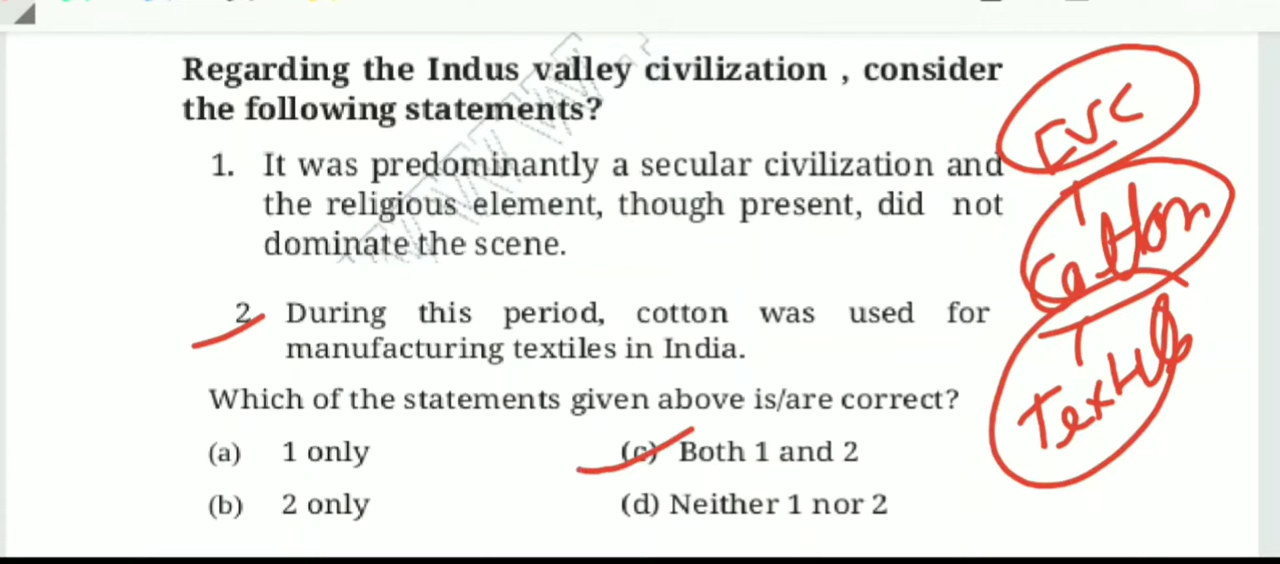 Regarding the Indus valley civilization , consider
the following statements?
1. It was predominantly a secular civilization and
the religious element, though present, did not
dominate the scene.
2 During this period, cotton was used for
manufacturing textiles in India.
Which of the statements given above is/are correct?
(a) 1 only (c) Both 1 and 2
(b) 2 only (d) Neither 1 nor 2
IVC
Cotton